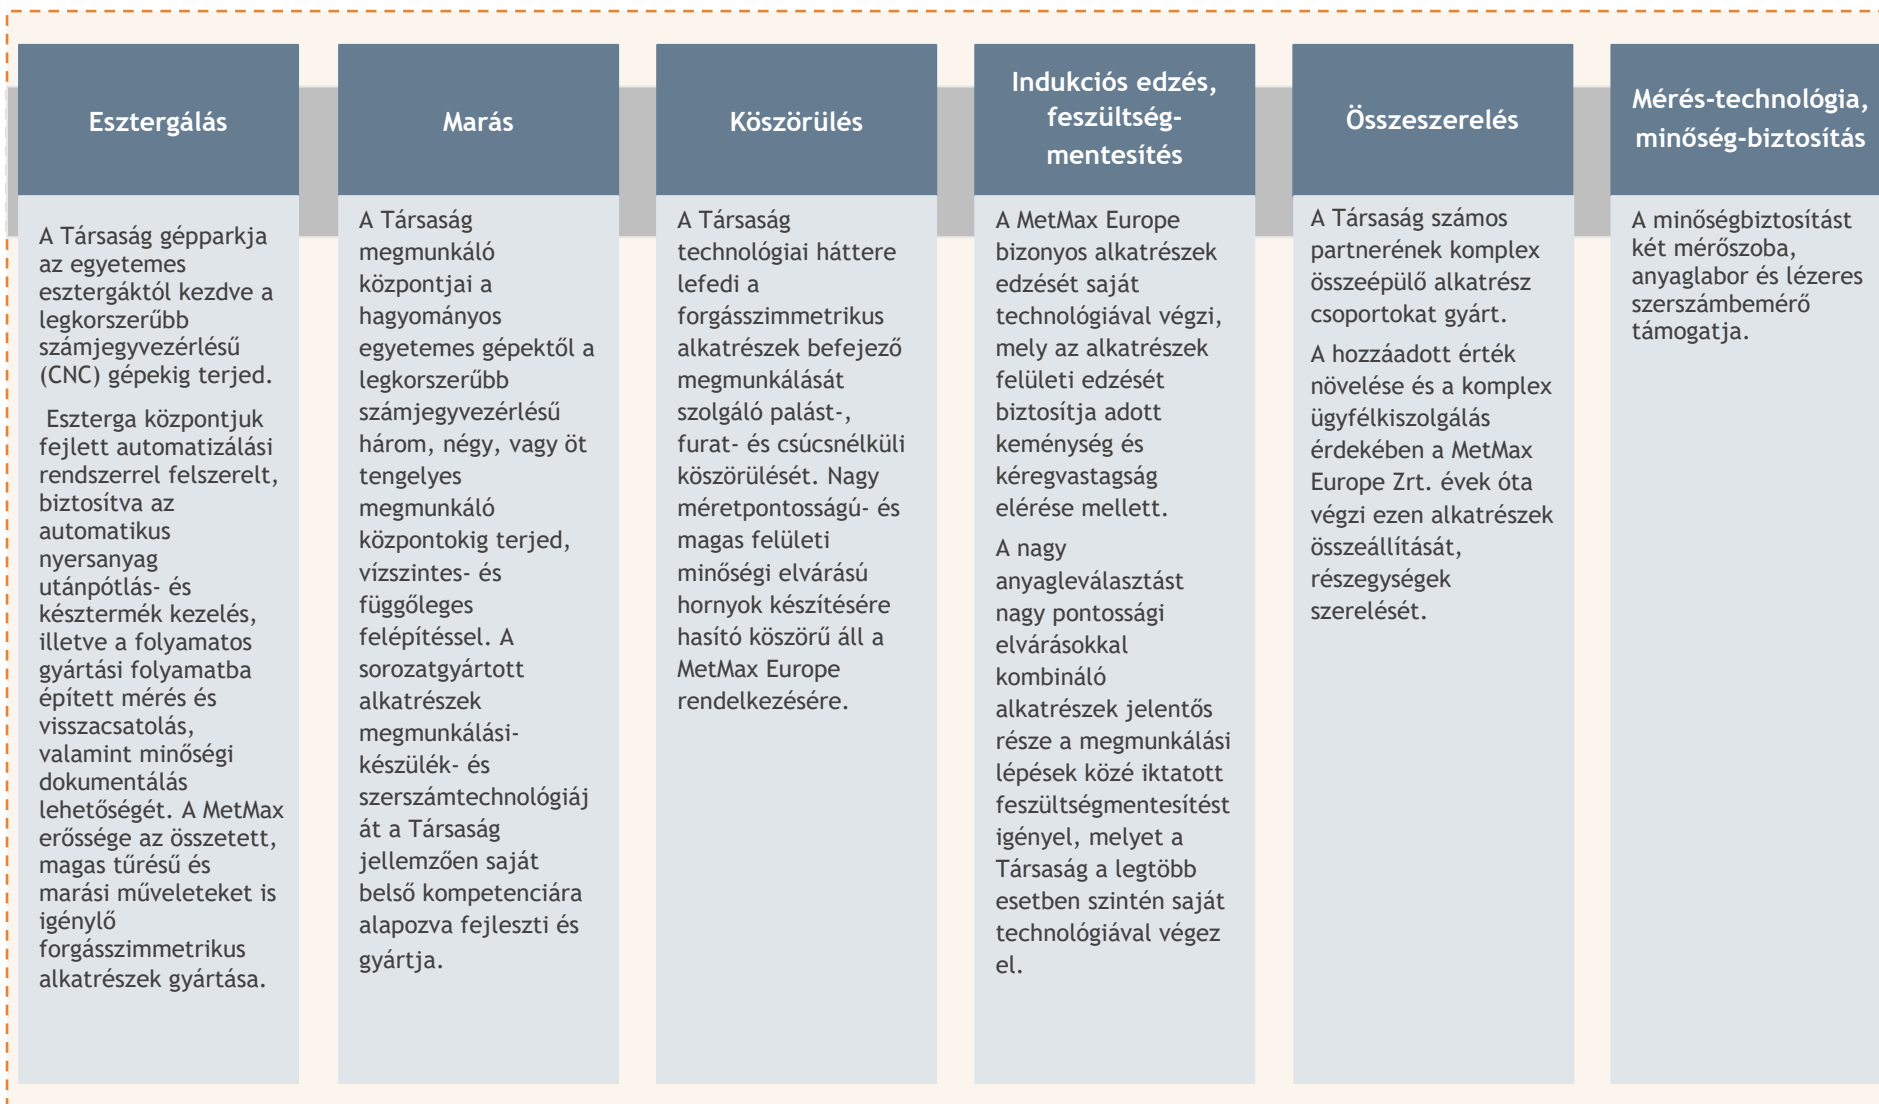 Esztergálás
A Társaság gépparkja
az egyetemes
esztergáktól kezdve a
legkorszerűbb
számjegyvezérlésű
(CNC) gépekig terjed.
Eszterga központjuk
fejlett automatizálási
rendszerrel felszerelt,
biztosítva az
automatikus
nyersanyag
utánpótlás- és
késztermék kezelés,
illetve a folyamatos
gyártási folyamatba
épített mérés és
visszacsatolás,
valamint minőségi
dokumentálás
lehetőségét. A MetMax
erőssége az összetett,
magas tűrésű és
marási műveleteket is
igénylő
forgásszimmetrikus
alkatrészek gyártása.
Marás
A Társaság
megmunkáló
központjai a
hagyományos
egyetemes gépektől a
legkorszerűbb
számjegyvezérlésű
három, négy, vagy öt
tengelyes
megmunkáló
központokig terjed,
vízszintes- és
függőleges
felépítéssel. A
sorozatgyártott
alkatrészek
megmunkálási-
készülék- és
szerszámtechnológiáj
át a Társaság
jellemzően saját
belső kompetenciára
alapozva fejleszti és
gyártja.
Köszörülés
A Társaság
technológiai háttere
lefedi a
forgásszimmetrikus
alkatrészek befejező
megmunkálását
szolgáló palást-,
furat- és csúcsnélküli
köszörülését. Nagy
méretpontosságú- és
magas felületi
minőségi elvárású
hornyok készítésére
hasító köszörű áll a
MetMax Europe
rendelkezésére.
Indukciós edzés,
feszültség-
mentesítés
A MetMax Europe
bizonyos alkatrészek
edzését saját
technológiával végzi,
mely az alkatrészek
felületi edzését
biztosítja adott
keménység és
kéregvastagság
elérése mellett.
A nagy
anyagleválasztást
nagy pontossági
elvárásokkal
kombináló
alkatrészek jelentős
része a megmunkálási
lépések közé iktatott
feszültségmentesítést
igényel, melyet a
Társaság a legtöbb
esetben szintén saját
technológiával végez
el.
Összeszerelés
A Társaság számos
partnerének komplex
összeépülő alkatrész
csoportokat gyárt.
A hozzáadott érték
növelése és a komplex
ügyfélkiszolgálás
érdekében a MetMax
Europe Zrt. évek óta
végzi ezen alkatrészek
összeállítását,
részegységek
szerelését.
Mérés-technológia,
minőség-biztosítás
A minőségbiztosítást
két mérőszoba,
anyaglabor és lézeres
szerszámbemérő
támogatja.